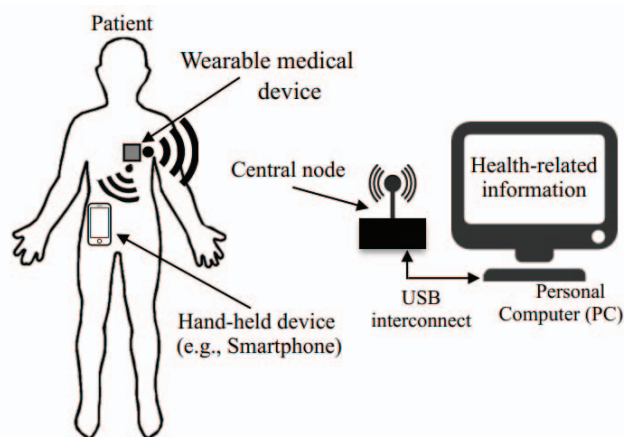 Patient
Wearable medical
device
Central node
Health-related
information
Hand-held device
(e.g., Smartphone)
USB
interconnect
Personal
Computer (PC)